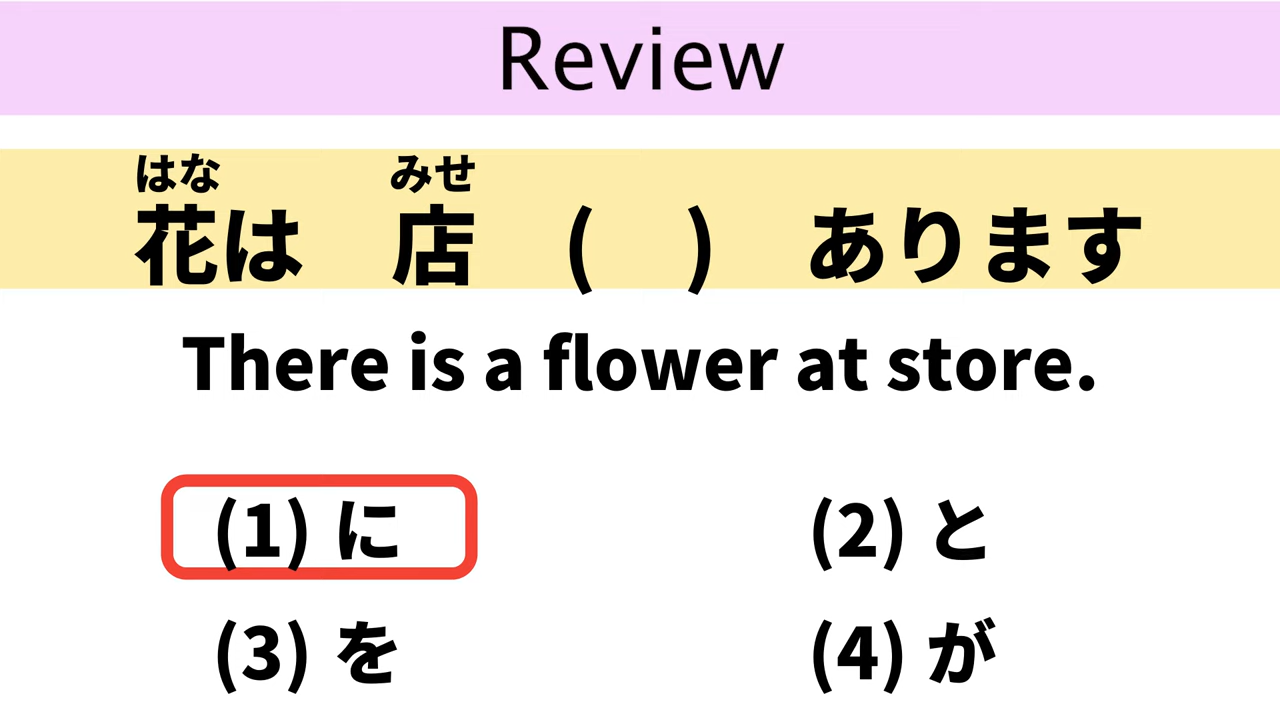 Review
はな みせ
花は 店 ( ) あります
There is a flower at store.
(1) に (2) と
(3) を (4) が